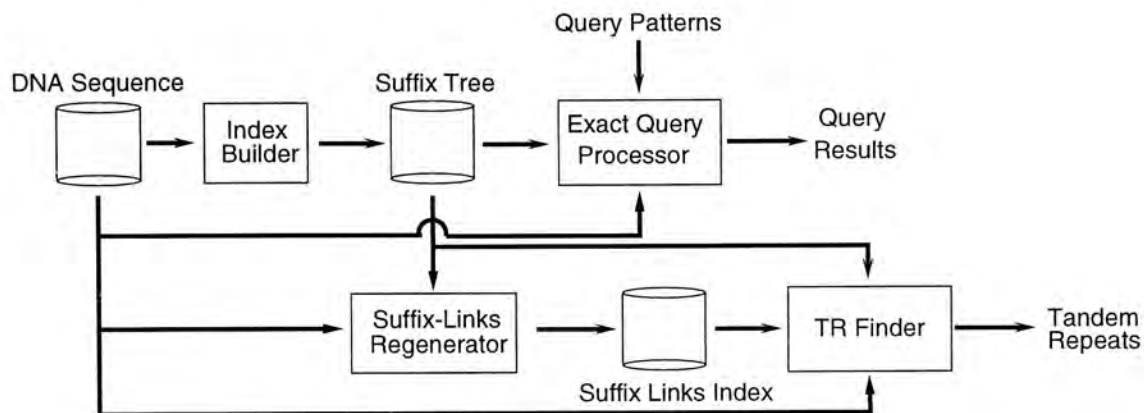 Query Patterns
DNA Sequence
Suffix Tree
Index
Builder
Exact Query
Processor
Query
Results
Suffix-Links
Regenerator
TR Finder
Tandem
Repeats
Suffix Links Index